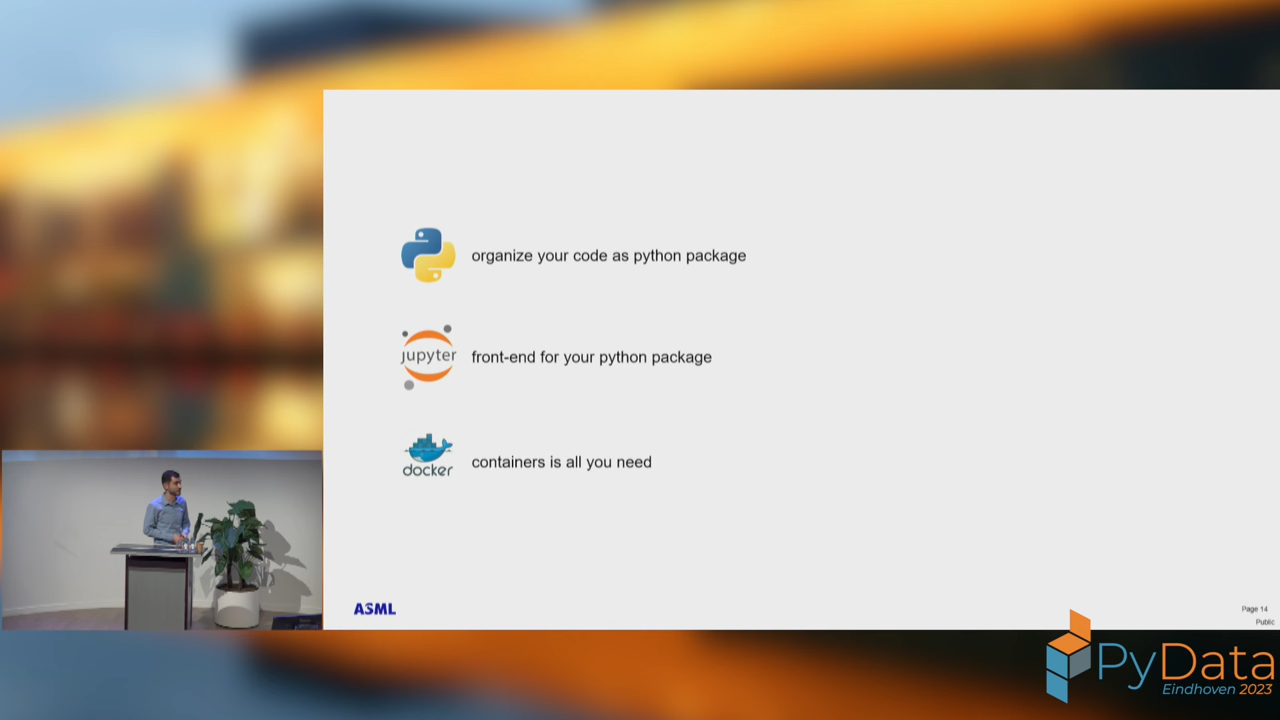 organize your code as python package
jupyter
front-end for your python package
docker
containers is all you need
ASML
Page 14
Public
PyData
Eindhoven 2023